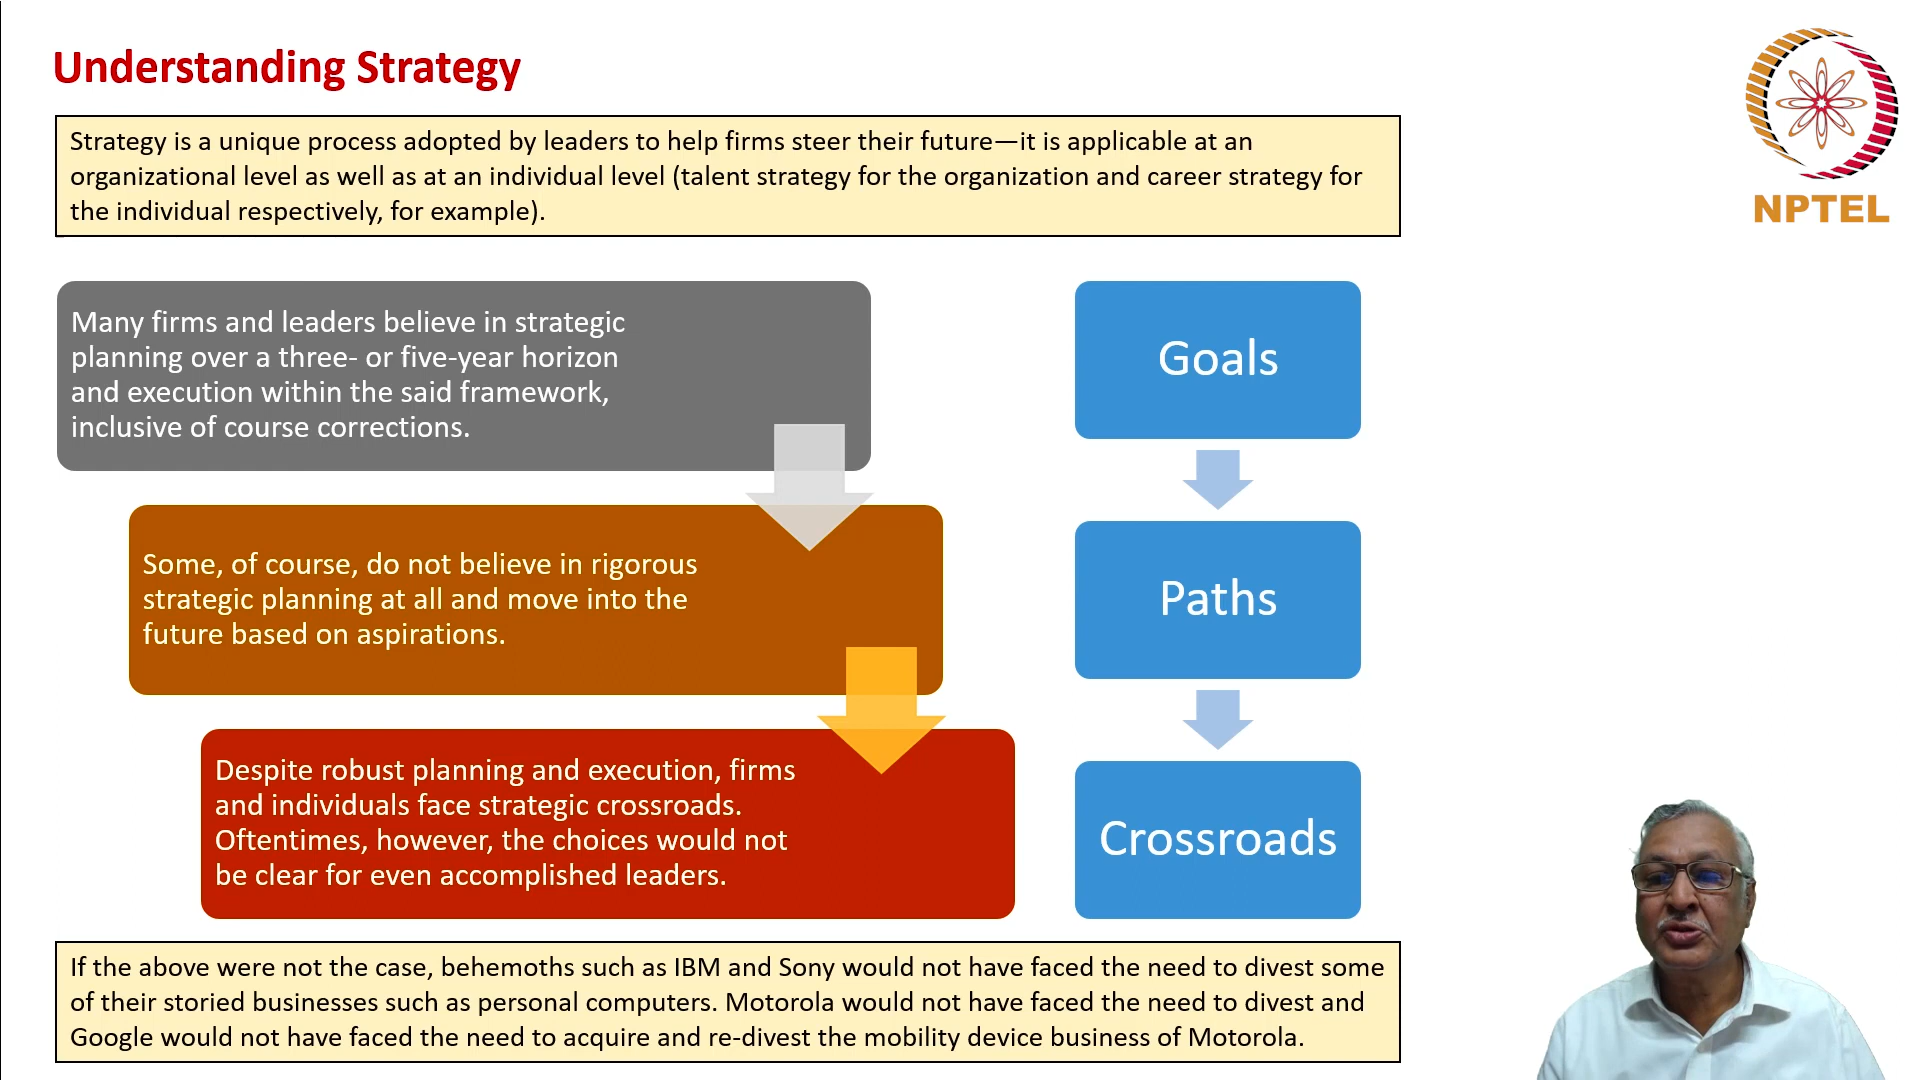 Understanding Strategy
Strategy is a unique process adopted by leaders to help firms steer their future—it is applicable at an
organizational level as well as at an individual level (talent strategy for the organization and career strategy for
the individual respectively, for example).
NPTEL
Many firms and leaders believe in strategic
planning over a three- or five-year horizon
and execution within the said framework,
inclusive of course corrections.
Some, of course, do not believe in rigorous
strategic planning at all and move into the
future based on aspirations.
Despite robust planning and execution, firms
and individuals face strategic crossroads.
Oftentimes, however, the choices would not
be clear for even accomplished leaders.
Goals
Paths
Crossroads
If the above were not the case, behemoths such as IBM and Sony would not have faced the need to divest some
of their storied businesses such as personal computers. Motorola would not have faced the need to divest and
Google would not have faced the need to acquire and re-divest the mobility device business of Motorola.